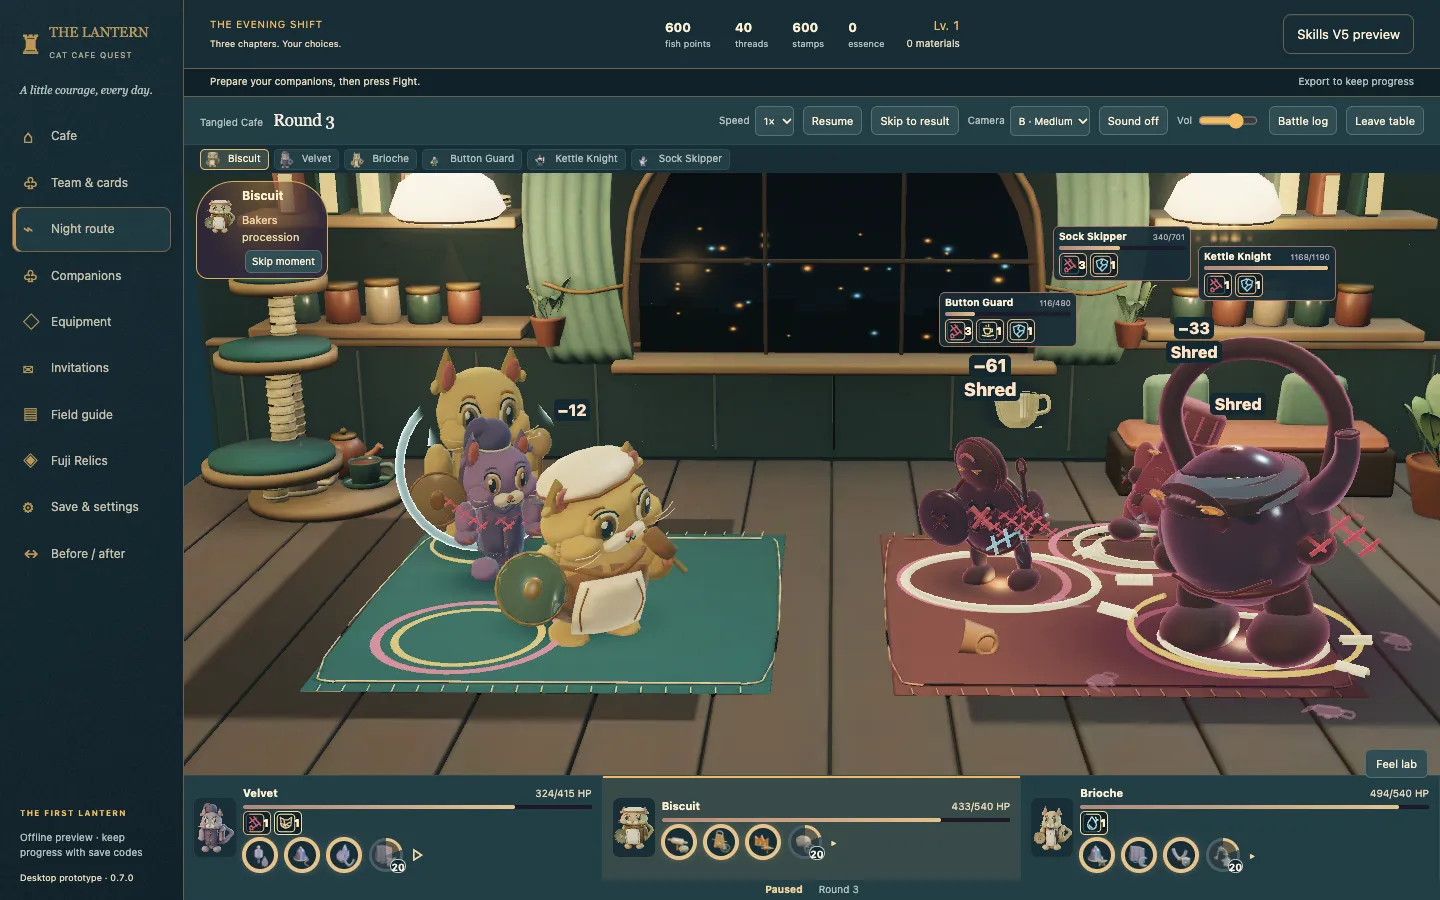 THE LANTERN
CAT CAFE QUEST
A little courage, every day.
Cafe
Team & cards
Night route
Companions
Equipment
Invitations
Field guide
Fuji Relics
Save & settings
Before / after
THE FIRST LANTERN
Offline preview · keep
progress with save codes
Desktop prototype · 0.7.0
THE EVENING SHIFT
Three chapters. Your choices.
600 40 600 0 Lv. 1
fish points threads stamps essence 0 materials
Skills V5 preview
Prepare your companions, then press Fight.
Export to keep progress
Tangled Cafe Round 3
Speed 1x Resume Skip to result Camera B · Medium Sound off Vol Battle log Leave table
Biscuit Velvet Brioche Button Guard Kettle Knight Sock Skipper
Biscuit
Bakers
procession
Skip moment
Sock Skipper 340/701
3 1
Kettle Knight 1168/1190
1 1
Button Guard 116/480
3 1 1
−33
Shred
−61
Shred
Shred
−12
Feel lab
Velvet 324/415 HP
1 1
20
Biscuit 433/540 HP
20
Brioche 494/540 HP
1
20
Paused Round 3